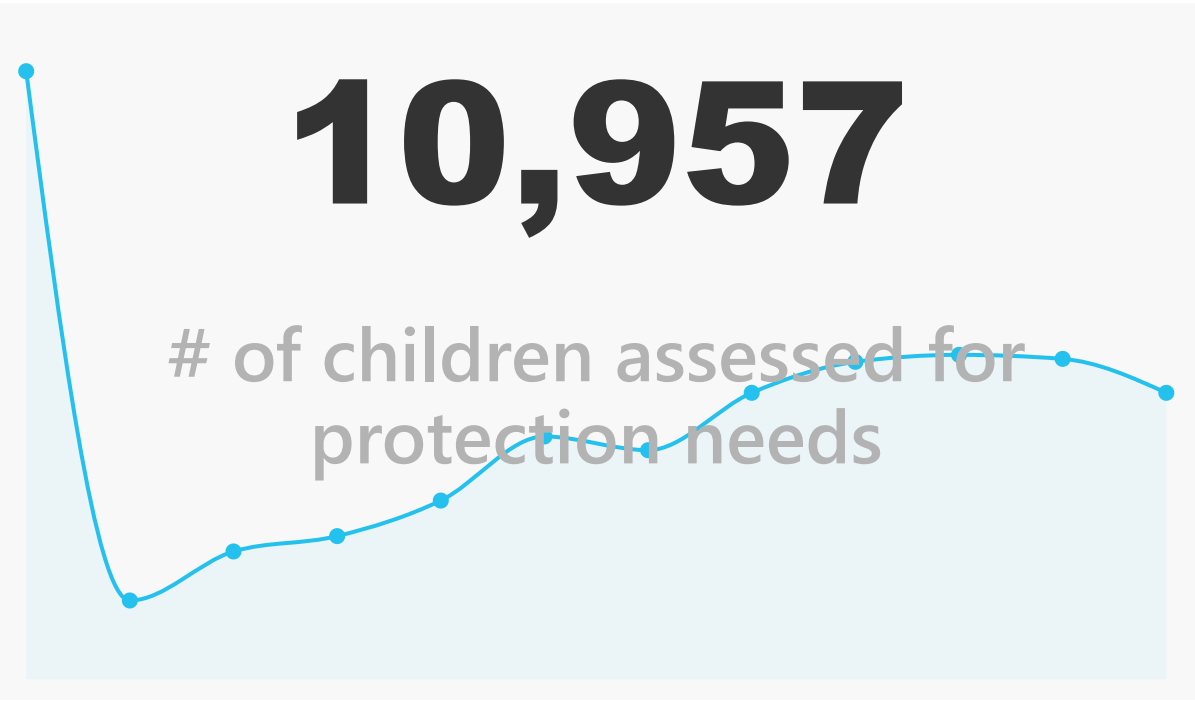 10,957
# of children assessed for
protection needs